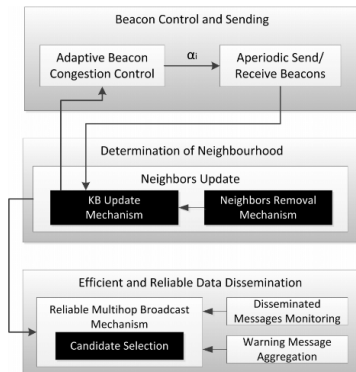 Beacon Control and Sending
Adaptive Beacon
Congestion Control
αi
Aperiodic Send/
Receive Beacons
Determination of Neighbourhood
Neighbors Update
KB Update
Mechanism
Neighbors Removal
Mechanism
Efficient and Reliable Data Dissemination
Reliable Multihop Broadcast
Mechanism
Candidate Selection
Disseminated
Messages Monitoring
Warning Message
Aggregation